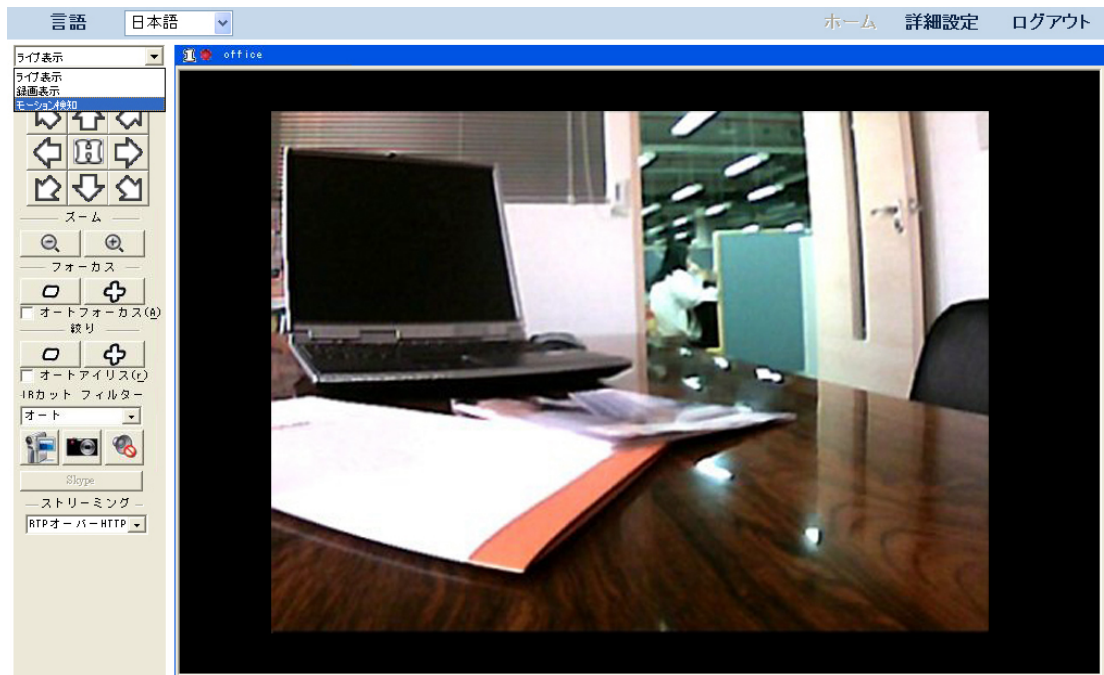 言語
日本語
ホーム
詳細設定
ログアウト
ライブ表示
office
ライブ表示
録画表示
モーション検知
ズーム
フォーカス
オートフォーカス(A)
絞り
オートアイリス(r)
IRカット フィルター
オート
Skype
ストリーミング
RTPオーバーHTTP